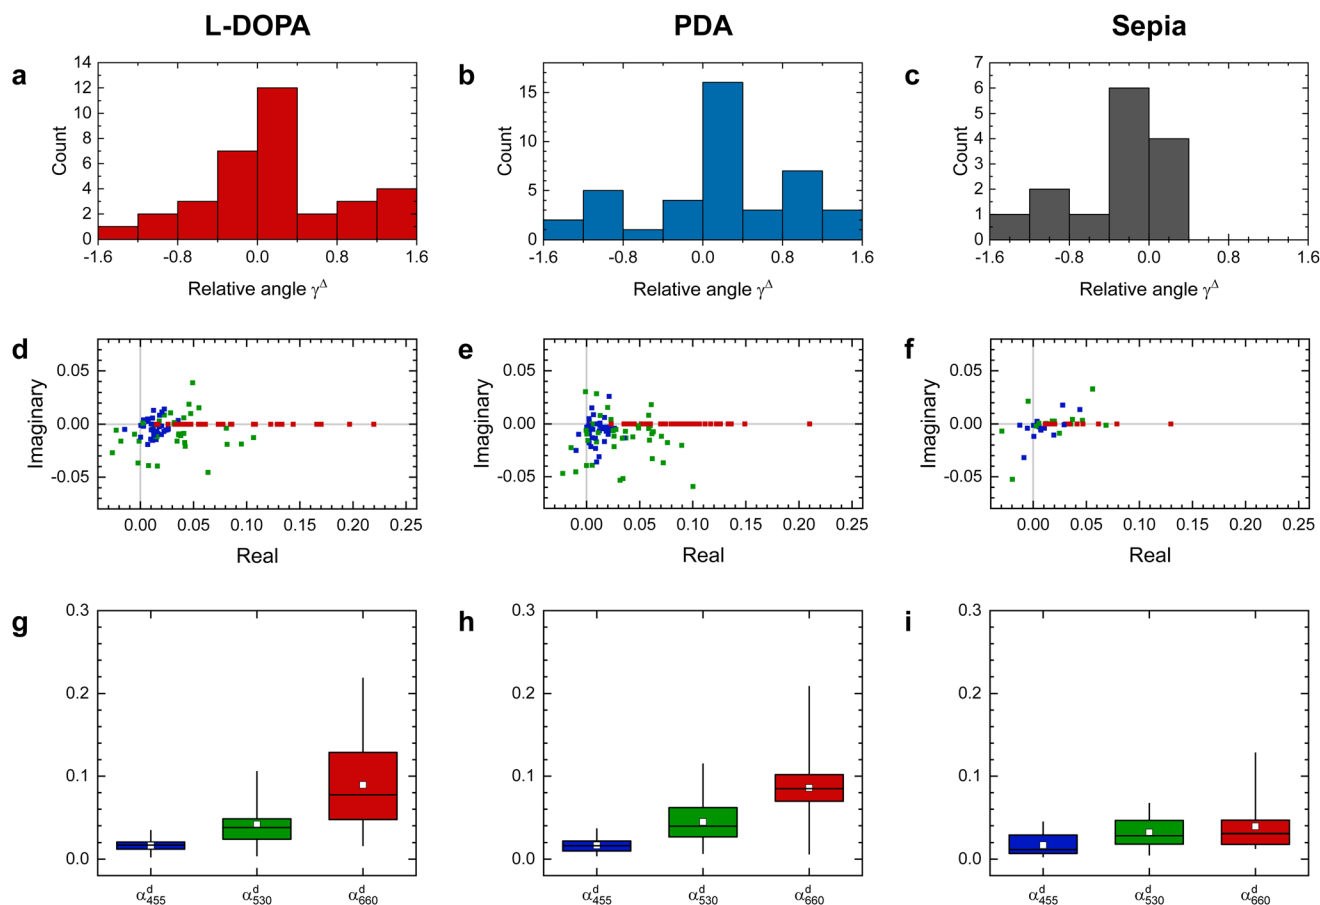 L-DOPA PDA Sepia
a b c
14
12
10
8
6
4
2
0
Count
-1.6 -0.8 0.0 0.8 1.6
Relative angle γ^Δ
15
10
5
0
Count
-1.6 -0.8 0.0 0.8 1.6
Relative angle γ^Δ
7
6
5
4
3
2
1
0
Count
-1.6 -0.8 0.0 0.8 1.6
Relative angle γ^Δ
d
0.05
0.00
-0.05
Imaginary
0.00 0.05 0.10 0.15 0.20 0.25
Real
e
0.05
0.00
-0.05
Imaginary
0.00 0.05 0.10 0.15 0.20 0.25
Real
f
0.05
0.00
-0.05
Imaginary
0.00 0.05 0.10 0.15 0.20 0.25
Real
g
0.3
0.2
0.1
0.0
α^d_455 α^d_530 α^d_660
h
0.3
0.2
0.1
0.0
α^d_455 α^d_530 α^d_660
i
0.3
0.2
0.1
0.0
α^d_455 α^d_530 α^d_660